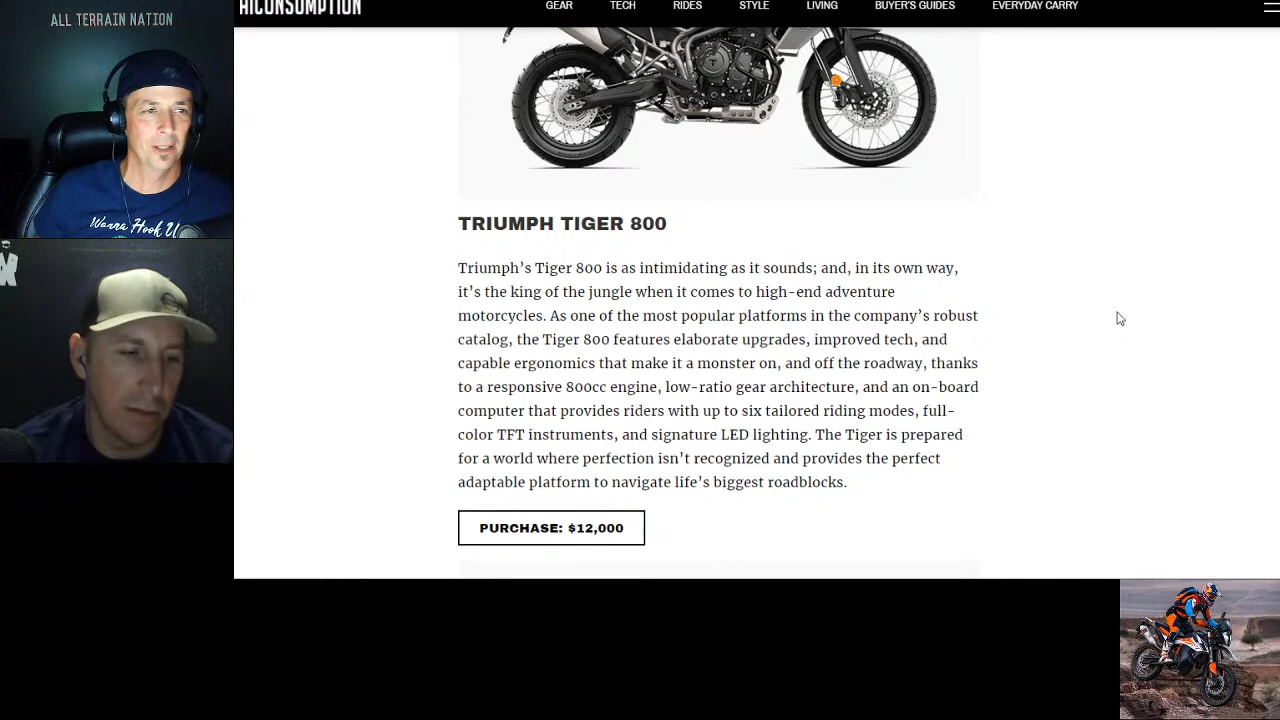 ALL TERRAIN NATION
Wanna Hook U
HICONSUMPTION
GEAR TECH RIDES STYLE LIVING BUYER'S GUIDES EVERYDAY CARRY
TRIUMPH TIGER 800
Triumph’s Tiger 800 is as intimidating as it sounds; and, in its own way,
it’s the king of the jungle when it comes to high-end adventure
motorcycles. As one of the most popular platforms in the company’s robust
catalog, the Tiger 800 features elaborate upgrades, improved tech, and
capable ergonomics that make it a monster on, and off the roadway, thanks
to a responsive 800cc engine, low-ratio gear architecture, and an on-board
computer that provides riders with up to six tailored riding modes, full-
color TFT instruments, and signature LED lighting. The Tiger is prepared
for a world where perfection isn’t recognized and provides the perfect
adaptable platform to navigate life’s biggest roadblocks.
PURCHASE: $12,000